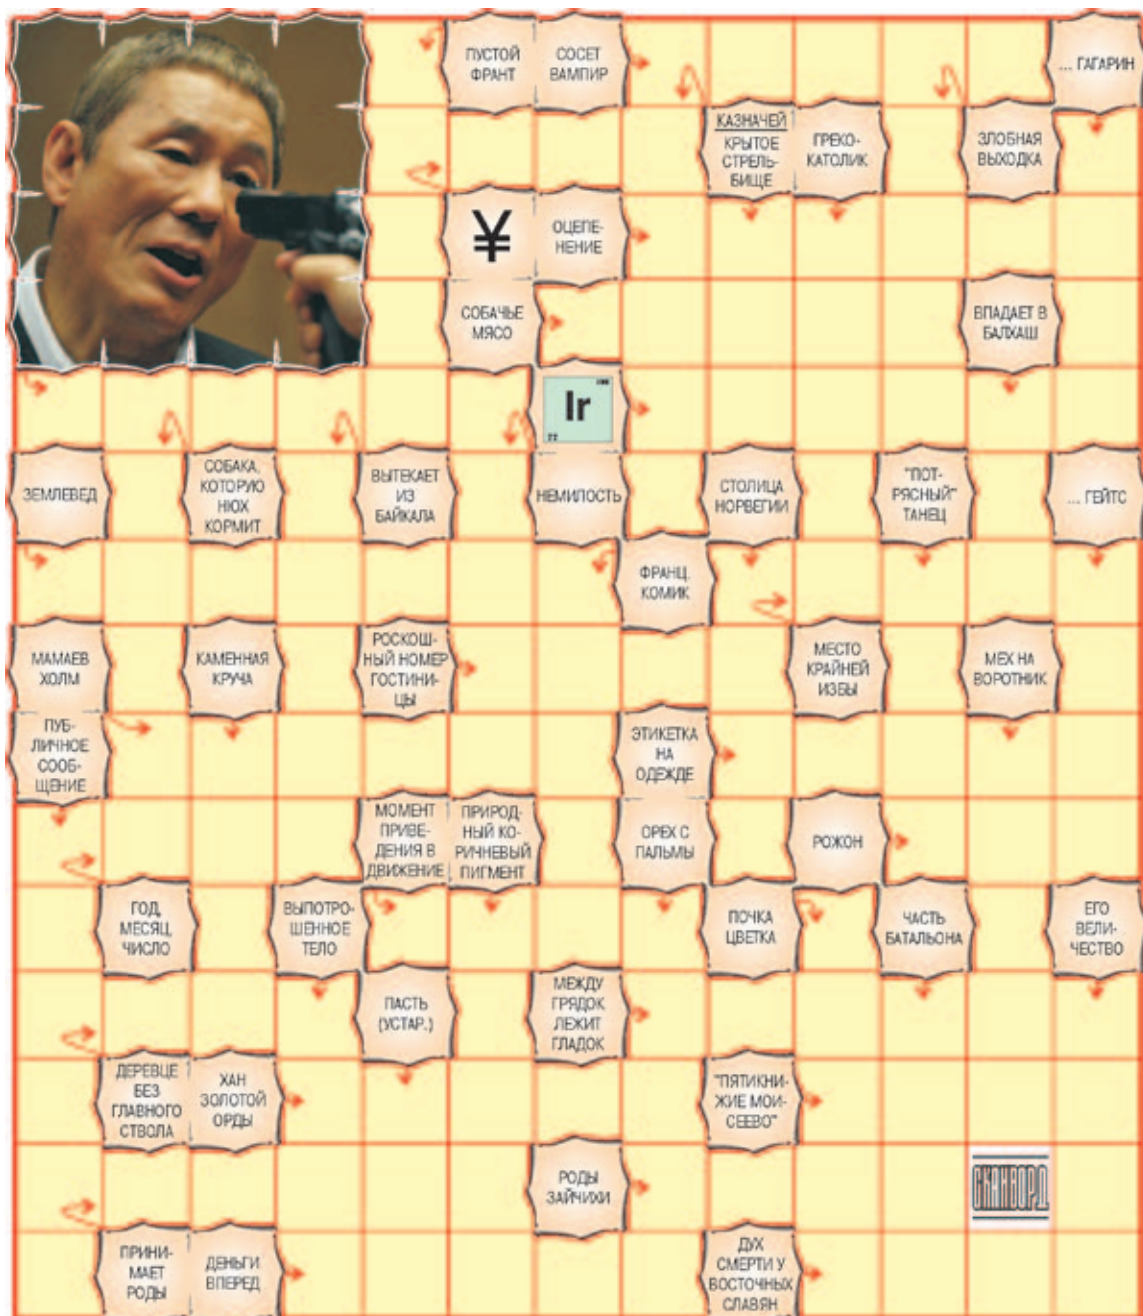 ПУСТОЙ
ФРАНТ
СОСЕТ
ВАМПИР
... ГАГАРИН
КАЗНАЧЕЙ
КРЫТОЕ
СТРЕЛЬ-
БИЩЕ
ГРЕКО-
КАТОЛИК
ЗЛОБНАЯ
ВЫХОДКА
¥
ОЦЕПЕ-
НЕНИЕ
СОБАЧЬЕ
МЯСО
ВПАДАЕТ В
БАЛХАШ
Ir
77
ЗЕМЛЕВЕД
СОБАКА,
КОТОРУЮ
НЮХ
КОРМИТ
ВЫТЕКАЕТ
ИЗ
БАЙКАЛА
НЕМИЛОСТЬ
СТОЛИЦА
НОРВЕГИИ
"ПОТ-
РЯСНЫЙ"
ТАНЕЦ
... ГЕЙТС
ФРАНЦ.
КОМИК
МАМАЕВ
ХОЛМ
КАМЕННАЯ
КРУЧА
РОСКОШ-
НЫЙ НОМЕР
ГОСТИНИ-
ЦЫ
МЕСТО
КРАЙНЕЙ
ИЗБЫ
МЕХ НА
ВОРОТНИК
ПУБ-
ЛИЧНОЕ
СООБ-
ЩЕНИЕ
ЭТИКЕТКА
НА
ОДЕЖДЕ
МОМЕНТ
ПРИВЕ-
ДЕНИЯ В
ДВИЖЕНИЕ
ПРИРОД-
НЫЙ КО-
РИЧНЕВЫЙ
ПИГМЕНТ
ОРЕХ С
ПАЛЬМЫ
РОЖОН
ГОД,
МЕСЯЦ,
ЧИСЛО
ВЫПОТРО-
ШЕННОЕ
ТЕЛО
ПОЧКА
ЦВЕТКА
ЧАСТЬ
БАТАЛЬОНА
ЕГО
ВЕЛИ-
ЧЕСТВО
ПАСТЬ
(УСТАР.)
МЕЖДУ
ГРЯДОК
ЛЕЖИТ
ГЛАДОК
ДЕРЕВЦЕ
БЕЗ
ГЛАВНОГО
СТВОЛА
ХАН
ЗОЛОТОЙ
ОРДЫ
"ПЯТИКНИ-
ЖИЕ МОИ-
СЕЕВО"
РОДЫ
ЗАЙЧИХИ
СКАНВОРД
ПРИНИ-
МАЕТ
РОДЫ
ДЕНЬГИ
ВПЕРЕД
ДУХ
СМЕРТИ У
ВОСТОЧНЫХ
СЛАВЯН